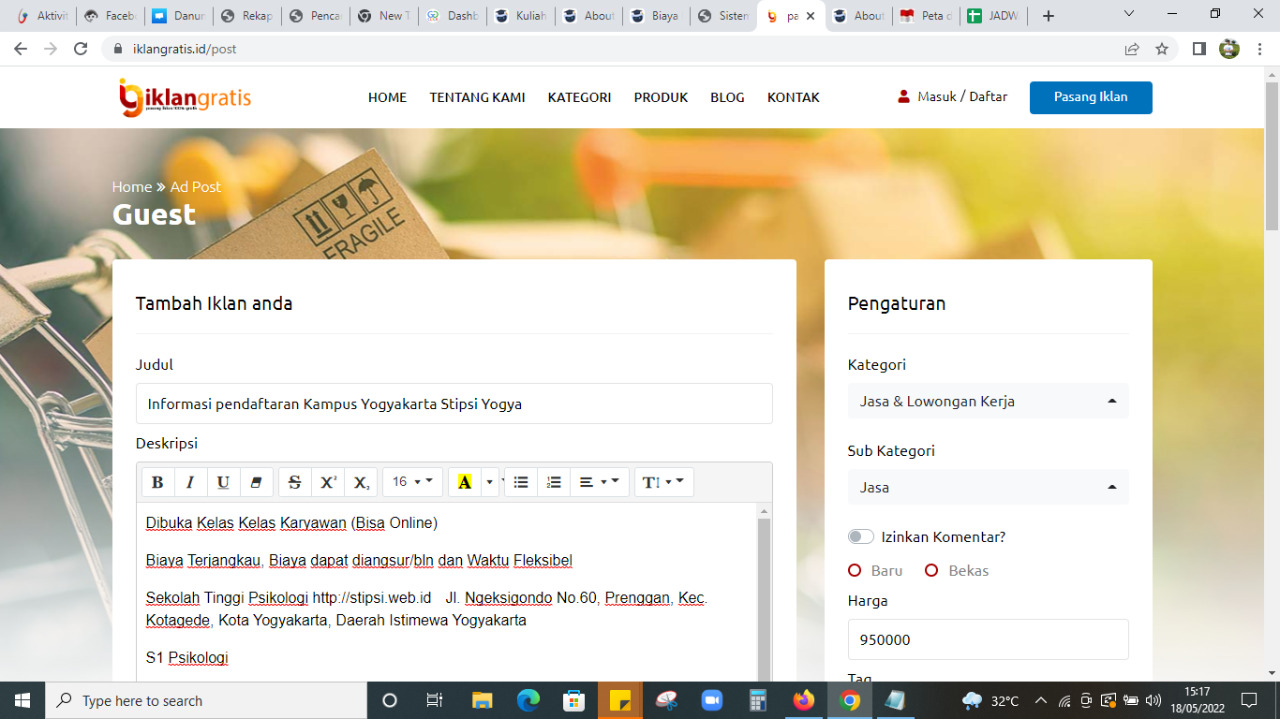 Aktivit
Faceb
Danur
Rekap
Penca
New T
Dashb
Kuliah
About
Biaya
Sisten
pa
About
Peta d
JADW
iklangratis.id/post
iklangratis
HOME
TENTANG KAMI
KATEGORI
PRODUK
BLOG
KONTAK
Masuk / Daftar
Pasang Iklan
Home » Ad Post
Guest
FRAGILE
Tambah Iklan anda
Judul
Informasi pendaftaran Kampus Yogyakarta Stipsi Yogya
Deskripsi
B I U S X² X₂ 16 A T
Dibuka Kelas Kelas Karyawan (Bisa Online)
Biaya Terjangkau, Biaya dapat diangsur/bln dan Waktu Fleksibel
Sekolah Tinggi Psikologi http://stipsi.web.id Jl. Ngeksigondo No.60, Prenggan, Kec.
Kotagede, Kota Yogyakarta, Daerah Istimewa Yogyakarta
S1 Psikologi
Pengaturan
Kategori
Jasa & Lowongan Kerja
Sub Kategori
Jasa
Izinkan Komentar?
Baru
Bekas
Harga
950000
Tag
Type here to search
32°C
15:17
18/05/2022